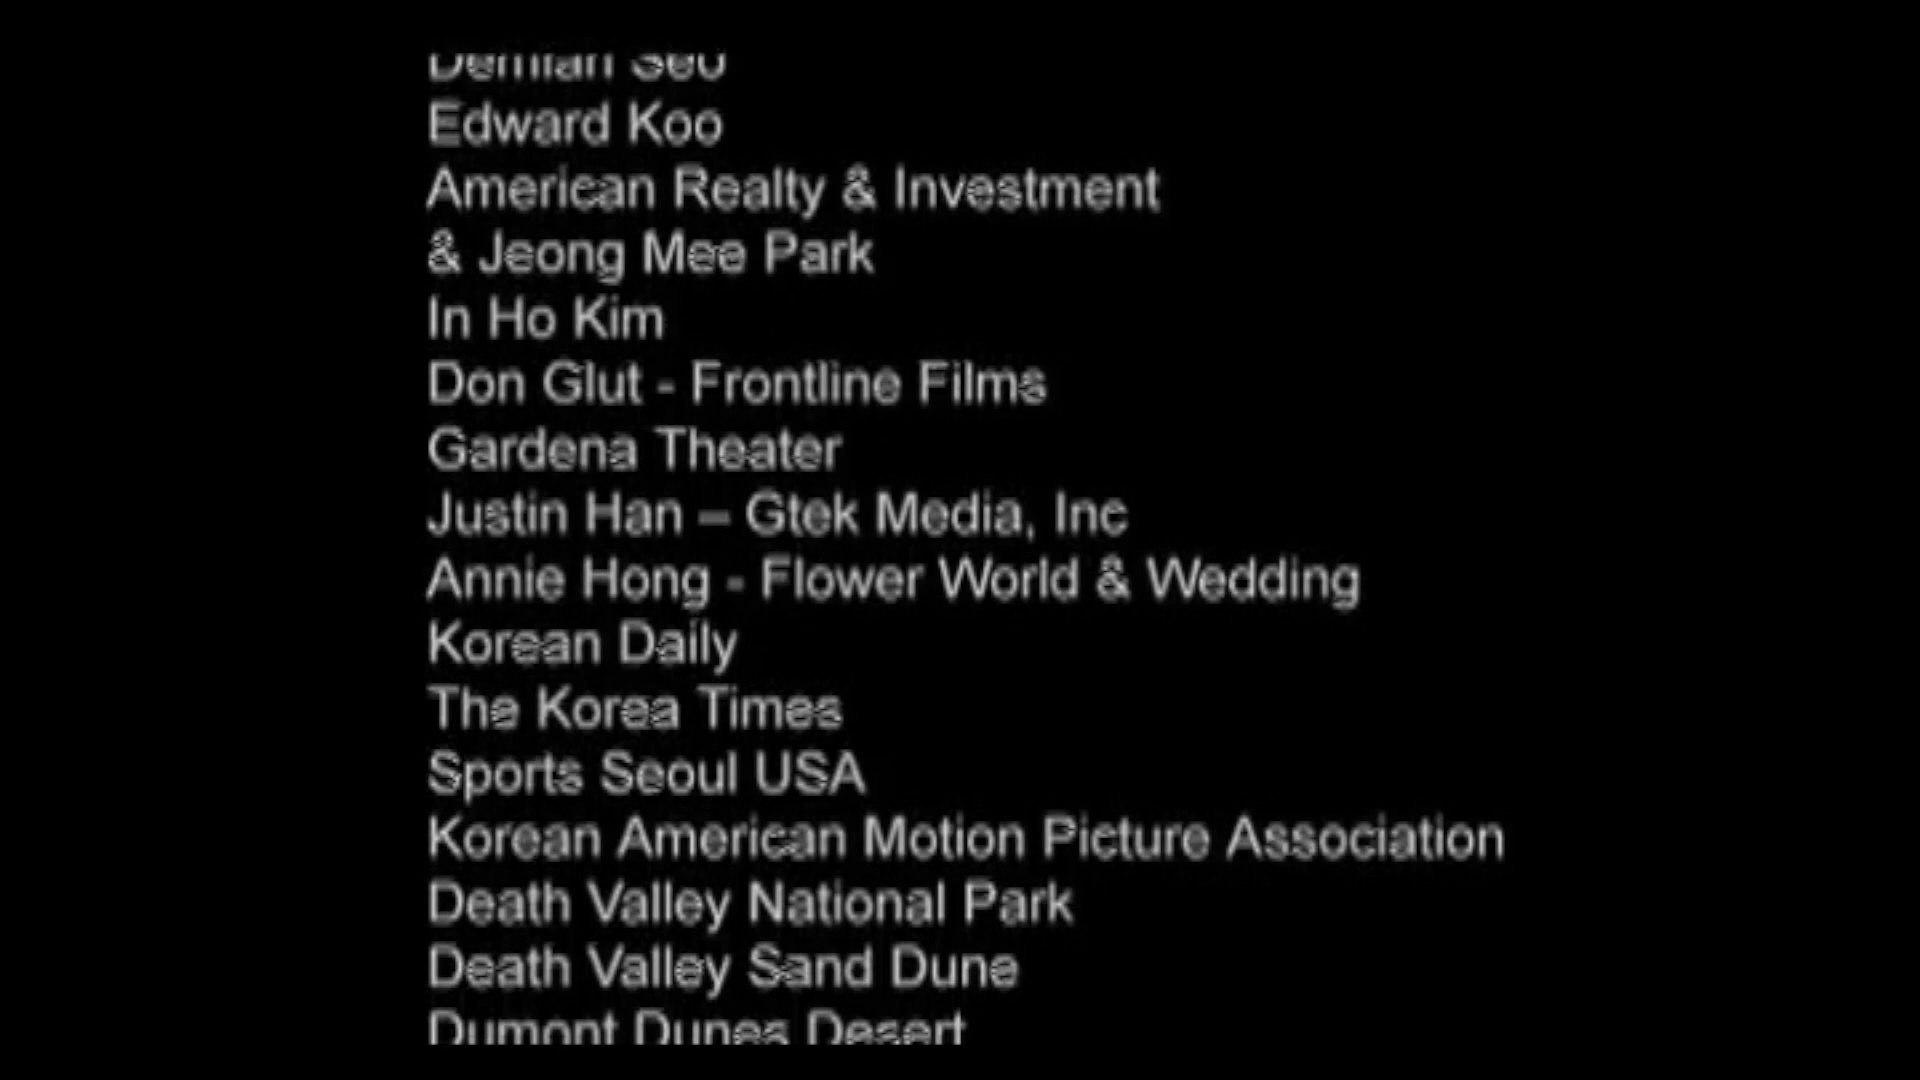 Demian Seo
Edward Koo
American Realty & Investment
& Jeong Mee Park
In Ho Kim
Don Glut - Frontline Films
Gardena Theater
Justin Han – Gtek Media, Inc
Annie Hong - Flower World & Wedding
Korean Daily
The Korea Times
Sports Seoul USA
Korean American Motion Picture Association
Death Valley National Park
Death Valley Sand Dune
Dumont Dunes Desert